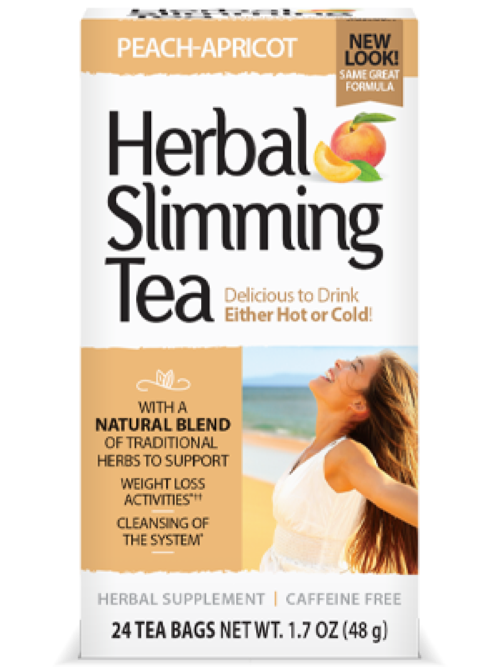 PEACH-APRICOT
NEW
LOOK!
SAME GREAT
FORMULA
Herbal
Slimming
Tea
Delicious to Drink
Either Hot or Cold!
WITH A
NATURAL BLEND
OF TRADITIONAL
HERBS TO SUPPORT
WEIGHT LOSS
ACTIVITIES*††
CLEANSING OF
THE SYSTEM*
HERBAL SUPPLEMENT | CAFFEINE FREE
24 TEA BAGS NET WT. 1.7 OZ (48 g)